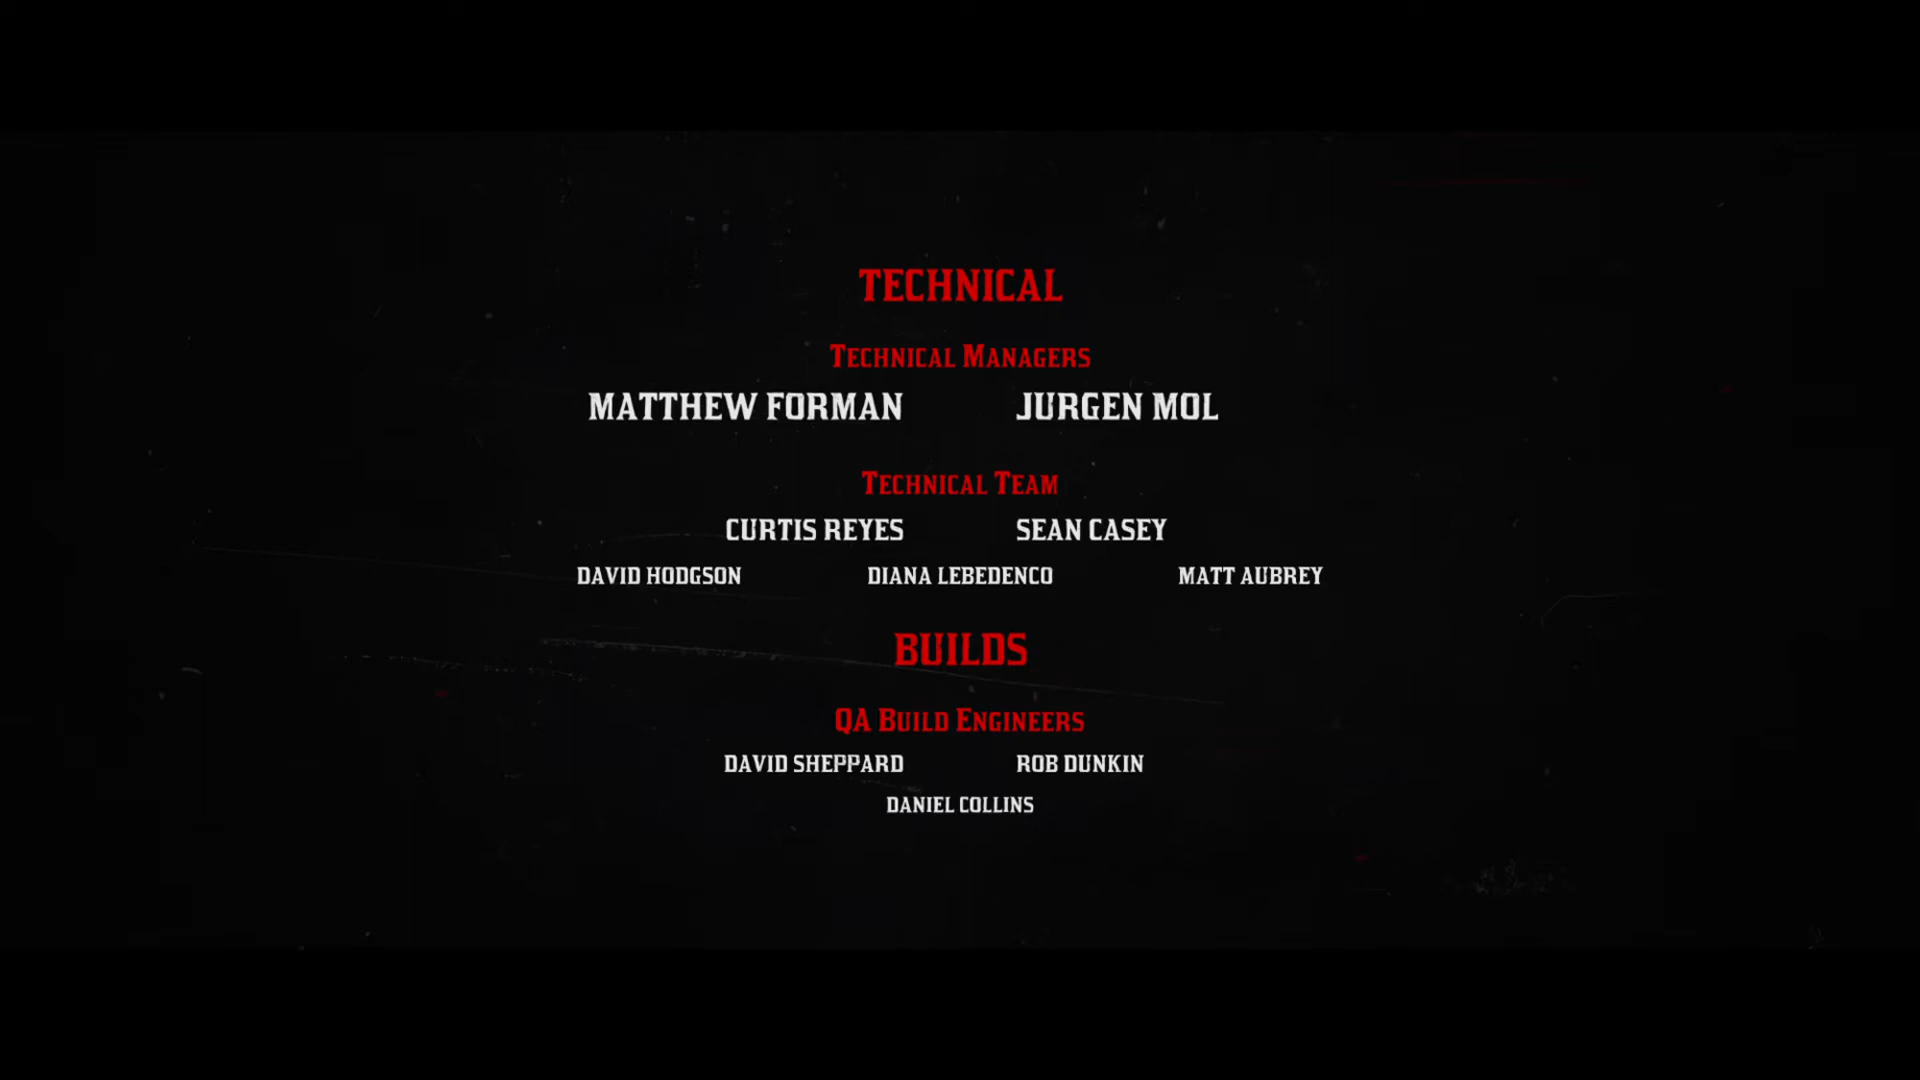 TECHNICAL
TECHNICAL MANAGERS
MATTHEW FORMAN JURGEN MOL
TECHNICAL TEAM
CURTIS REYES SEAN CASEY
DAVID HODGSON DIANA LEBEDENCO MATT AUBREY
BUILDS
QA BUILD ENGINEERS
DAVID SHEPPARD ROB DUNKIN
DANIEL COLLINS